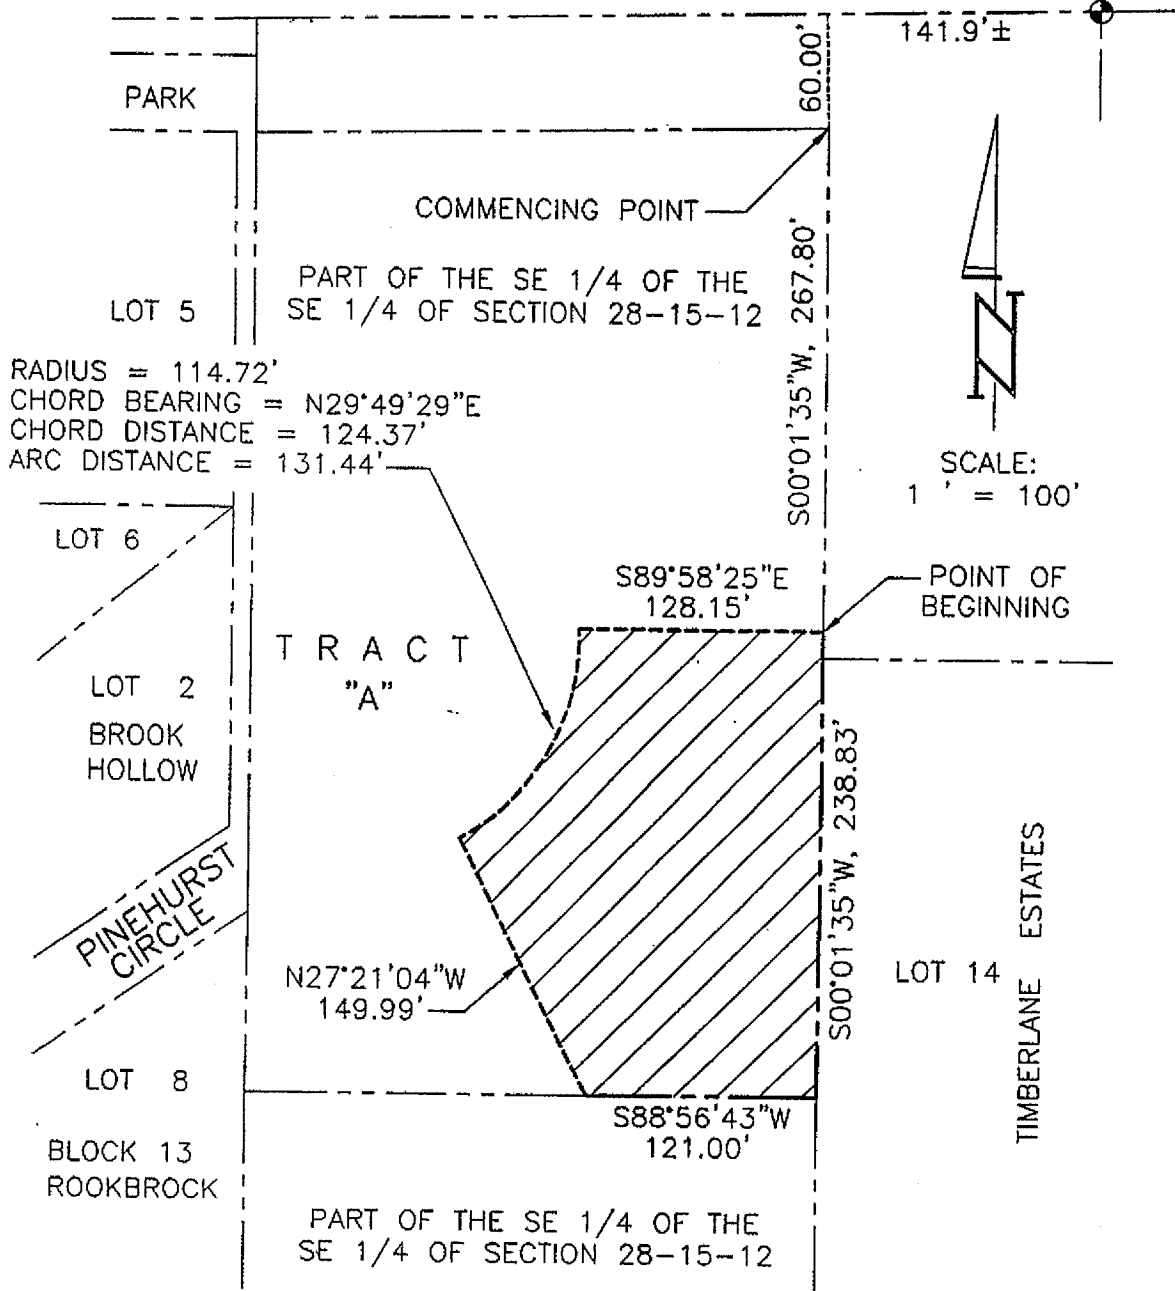 141.9'±
60.00'
PARK
COMMENCING POINT
PART OF THE SE 1/4 OF THE
SE 1/4 OF SECTION 28-15-12
LOT 5
S00°01'35"W, 267.80'
N
RADIUS = 114.72'
CHORD BEARING = N29°49'29"E
CHORD DISTANCE = 124.37'
ARC DISTANCE = 131.44'
SCALE:
1 ' = 100'
LOT 6
S89°58'25"E
128.15'
POINT OF
BEGINNING
TRACT
"A"
LOT 2
BROOK
HOLLOW
S00°01'35"W, 238.83'
TIMBERLANE ESTATES
PINEHURST
CIRCLE
N27°21'04"W
149.99'
LOT 14
LOT 8
S88°56'43"W
121.00'
BLOCK 13
ROOKBROCK
PART OF THE SE 1/4 OF THE
SE 1/4 OF SECTION 28-15-12